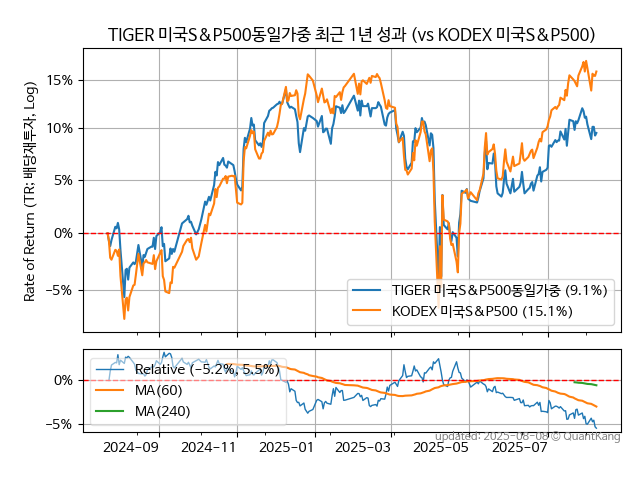 TIGER 미국S&P500동일가중 최근 1년 성과 (vs KODEX 미국S&P500)
Rate of Return (TR: 배당재투자, Log)
15%
10%
5%
0%
−5%
TIGER 미국S&P500동일가중 (9.1%)
KODEX 미국S&P500 (15.1%)
0%
−5%
Relative (−5.2%, 5.5%)
MA(60)
MA(240)
2024-09
2024-11
2025-01
2025-03
2025-05
2025-07
updated: 2025-08-08 © QuantKang